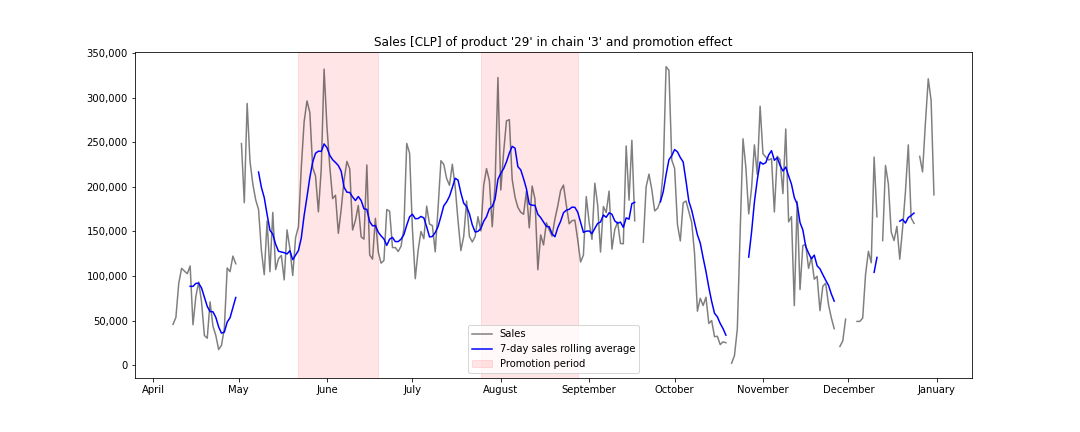 Sales [CLP] of product '29' in chain '3' and promotion effect
350,000
300,000
250,000
200,000
150,000
100,000
50,000
0
Sales
7-day sales rolling average
Promotion period
April May June July August September October November December January